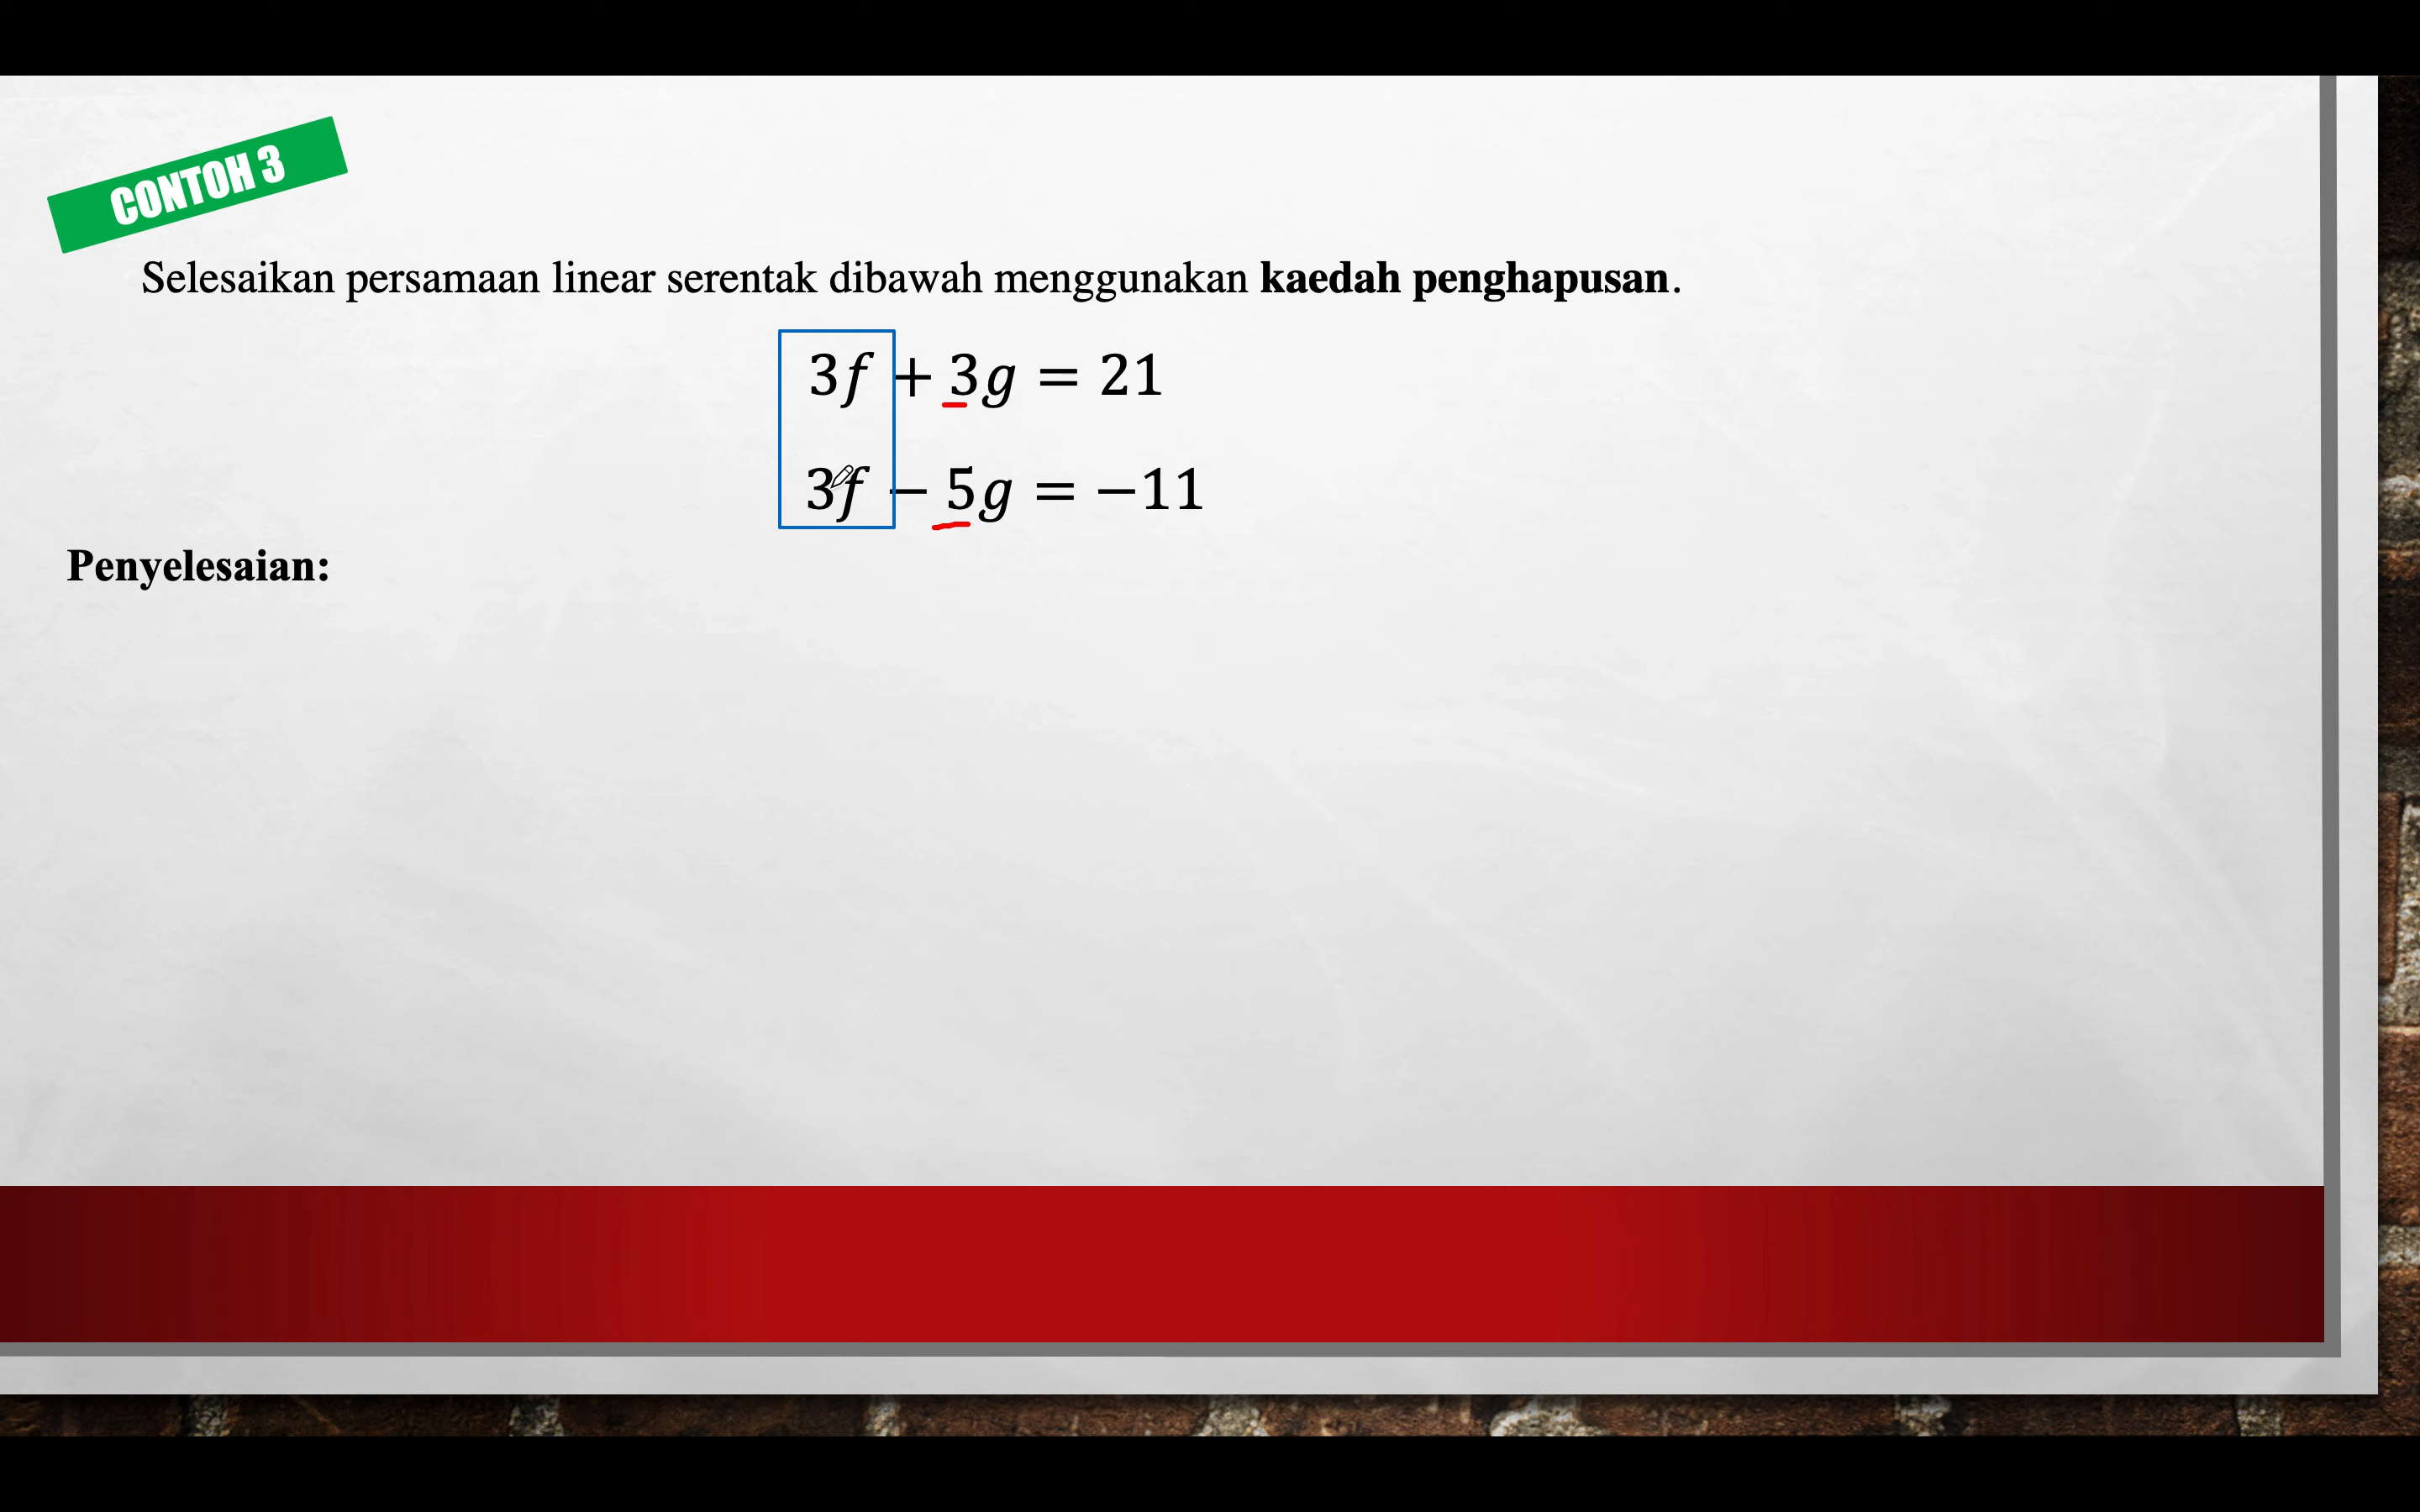 CONTOH 3
Selesaikan persamaan linear serentak dibawah menggunakan kaedah penghapusan.
3f + 3g = 21
3f − 5g = −11
Penyelesaian: